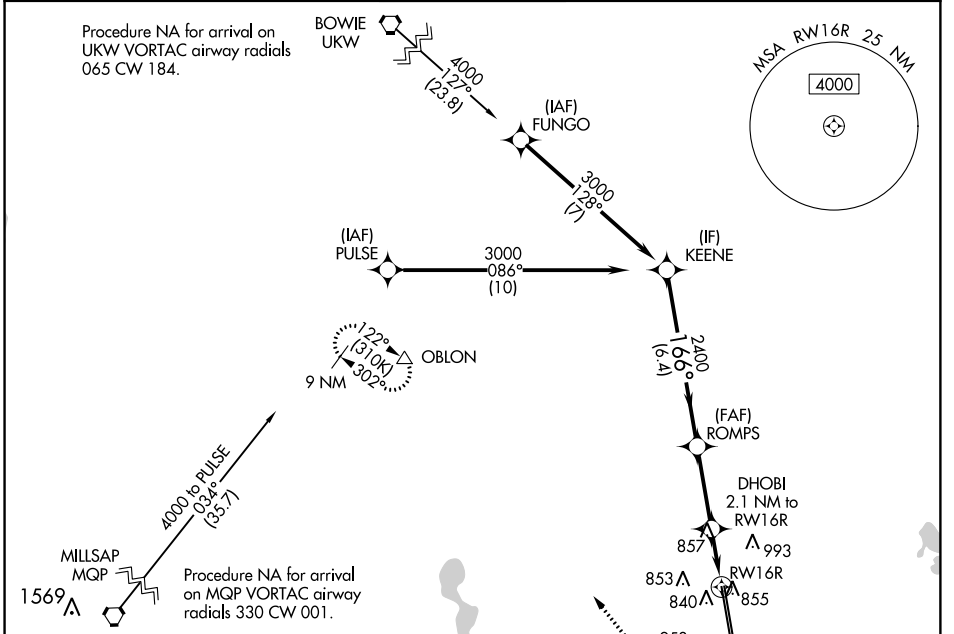 Procedure NA for arrival on
UKW VORTAC airway radials
065 CW 184.
BOWIE
UKW
4000
127°
(23.8)
(IAF)
FUNGO
MSA RW16R 25 NM
4000
3000
128°
(7)
(IAF)
PULSE
3000
086°
(10)
(IF)
KEENE
122°
(310K)
302°
OBLON
9 NM
2400
166°
(6.4)
(FAF)
ROMPS
4000 to PULSE
034°
(35.7)
DHOBI
2.1 NM to
RW16R
857
993
MILLSAP
MQP
1569
Procedure NA for arrival
on MQP VORTAC airway
radials 330 CW 001.
853
RW16R
840
855